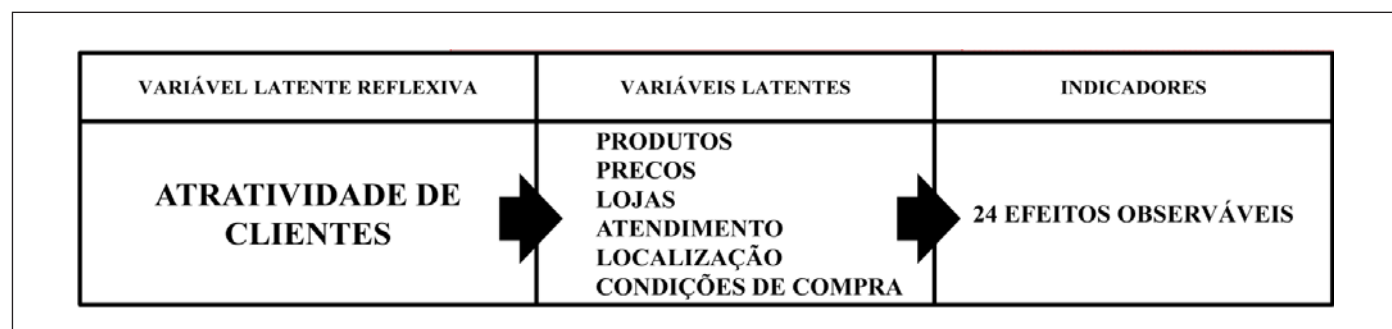 VARIÁVEL LATENTE REFLEXIVA
VARIÁVEIS LATENTES
INDICADORES
ATRATIVIDADE DE
CLIENTES
PRODUTOS
PRECOS
LOJAS
ATENDIMENTO
LOCALIZAÇÃO
CONDIÇÕES DE COMPRA
24 EFEITOS OBSERVÁVEIS